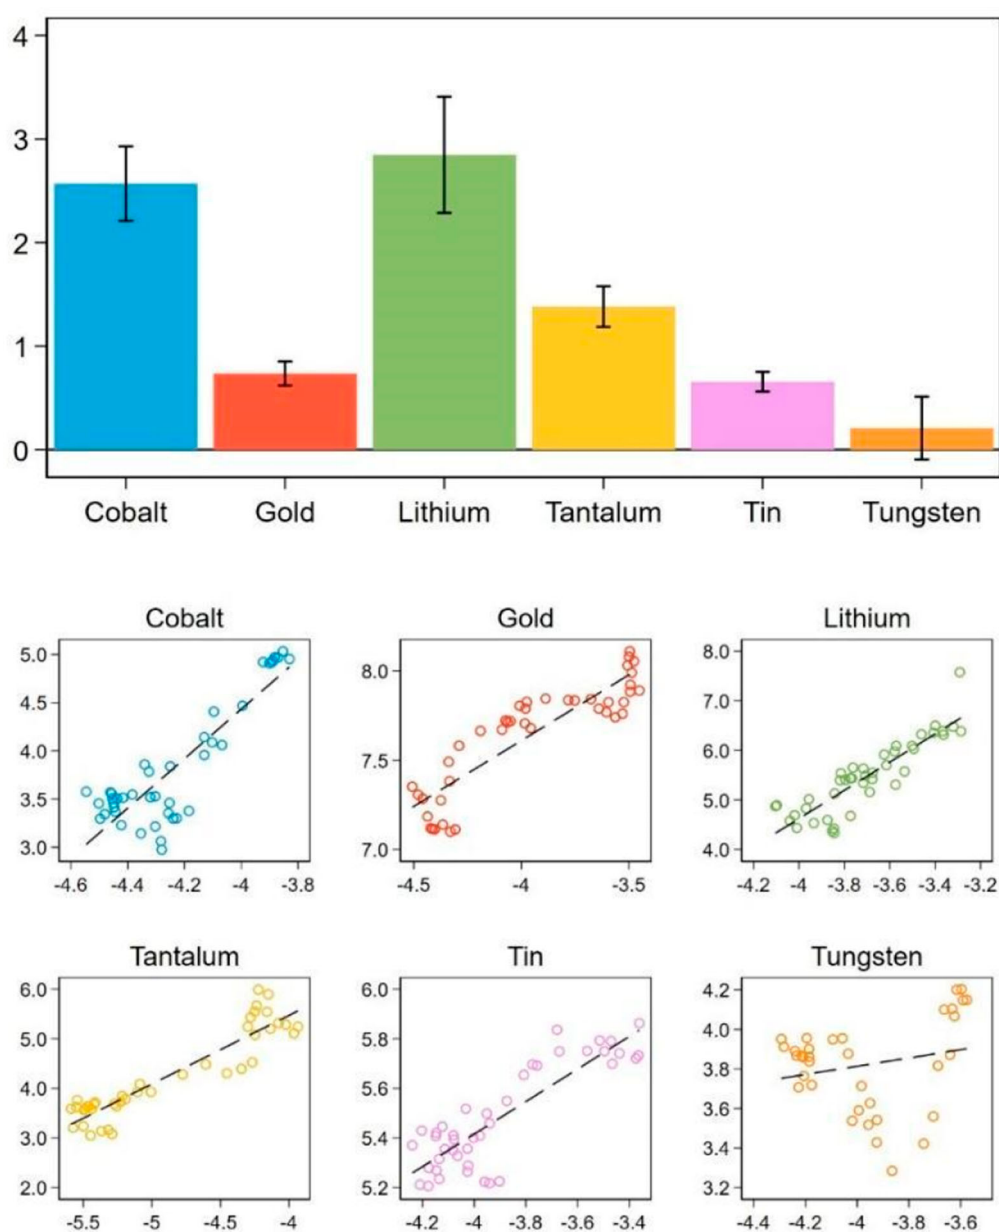 4
3
2
1
0
Cobalt Gold Lithium Tantalum Tin Tungsten
Cobalt Gold Lithium
5.0 8.0 8.0
4.5 7.0
4.0 7.5 6.0
3.5 5.0
3.0 7.0 4.0
-4.6 -4.4 -4.2 -4 -3.8 -4.5 -4 -3.5 -4.2 -4 -3.8 -3.6 -3.4 -3.2
Tantalum Tin Tungsten
6.0 6.0 4.2
5.0 5.8 4.0
4.0 5.6 3.8
3.6
3.0 5.4 3.4
2.0 5.2 3.2
-5.5 -5 -4.5 -4 -4.2 -4 -3.8 -3.6 -3.4 -4.4 -4.2 -4 -3.8 -3.6